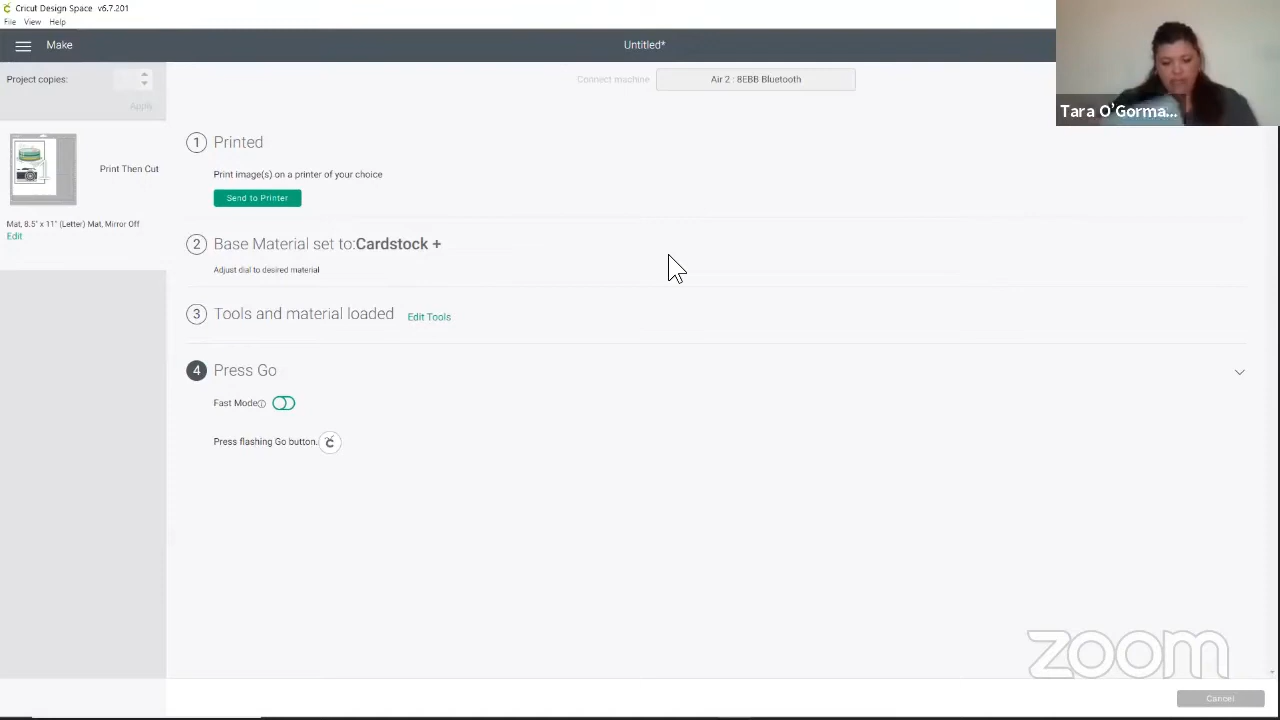 Cricut Design Space v6.7.201
File View Help
Make
Untitled*
Project copies:
Apply
Connect machine
Air 2 : 8EBB Bluetooth
Tara O'Gorma...
1 Printed
Print image(s) on a printer of your choice
Send to Printer
Print Then Cut
Mat, 8.5" x 11" (Letter) Mat, Mirror Off
Edit
2 Base Material set to:Cardstock +
Adjust dial to desired material
3 Tools and material loaded Edit Tools
4 Press Go
Fast Mode
Press flashing Go button.
zoom
Cancel